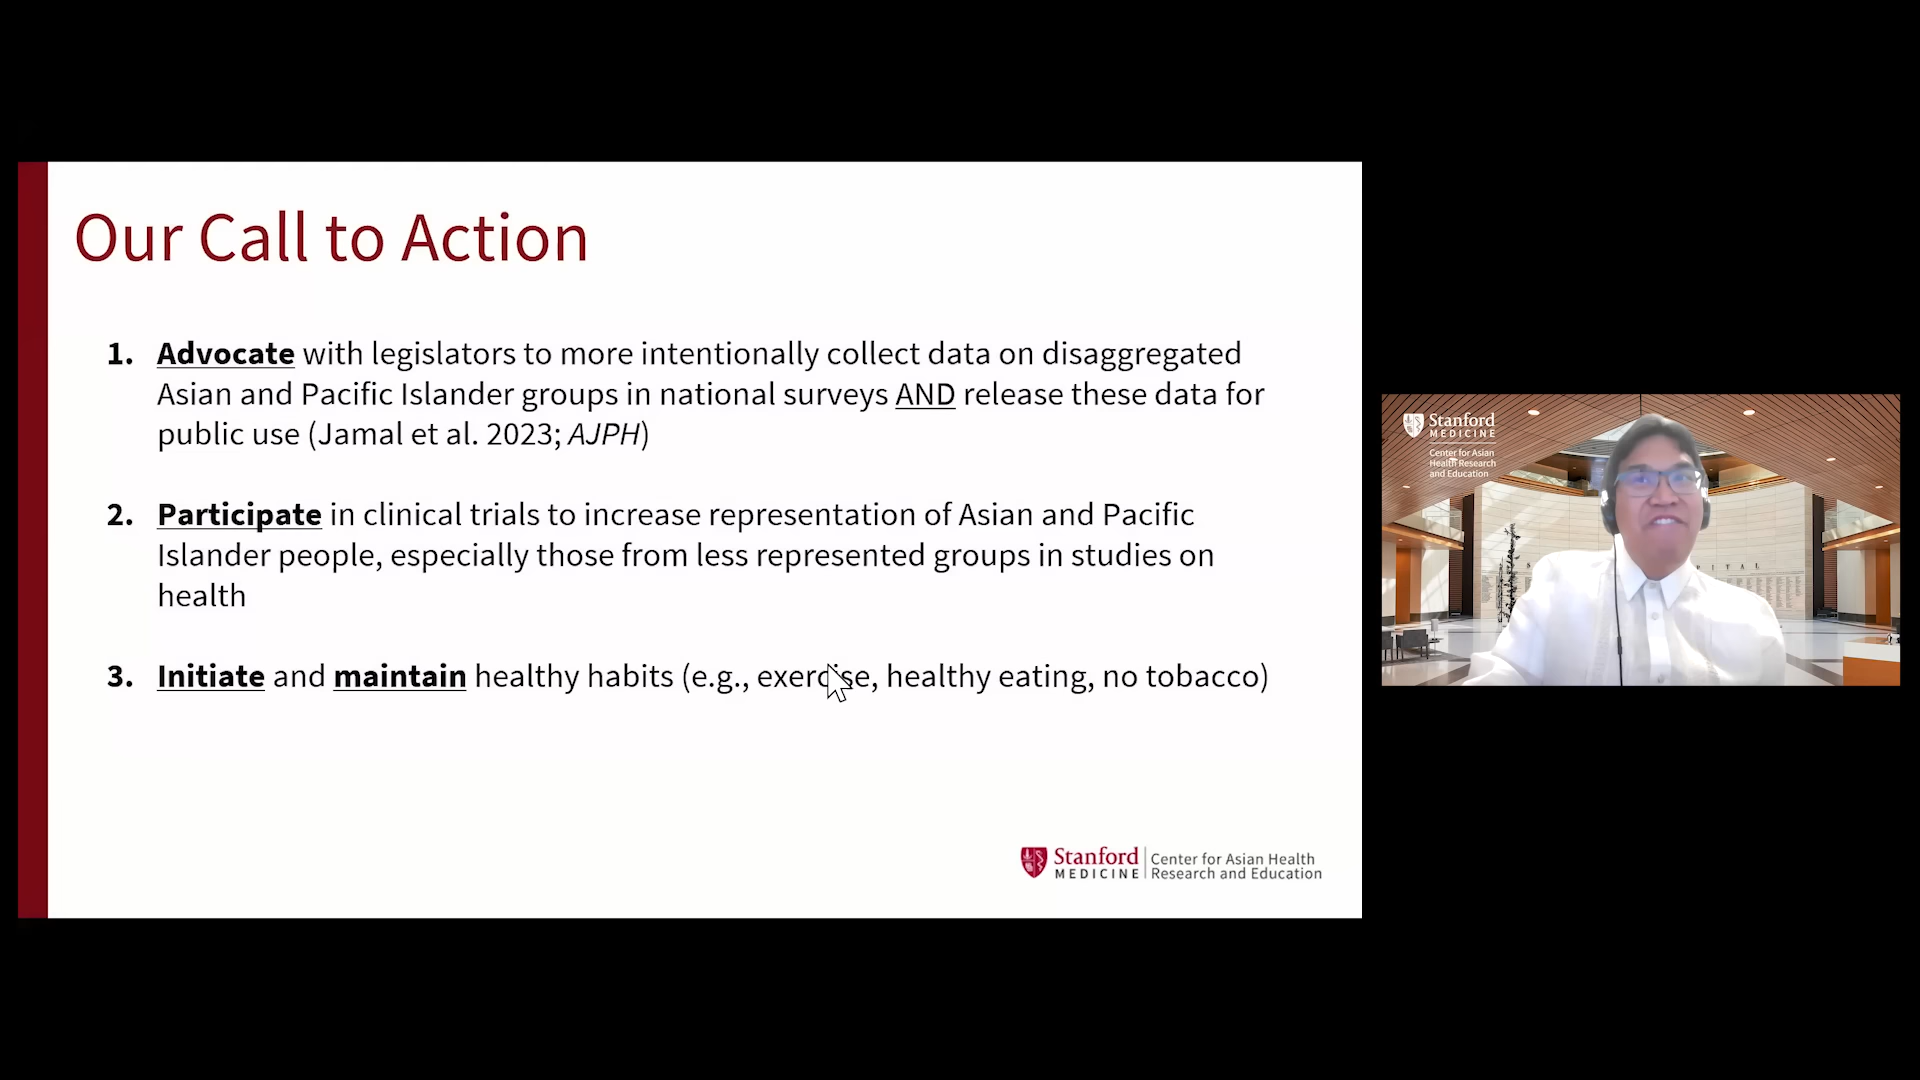 Our Call to Action
1. Advocate with legislators to more intentionally collect data on disaggregated
Asian and Pacific Islander groups in national surveys AND release these data for
public use (Jamal et al. 2023; AJPH)
2. Participate in clinical trials to increase representation of Asian and Pacific
Islander people, especially those from less represented groups in studies on
health
3. Initiate and maintain healthy habits (e.g., exercise, healthy eating, no tobacco)
Stanford
MEDICINE
Center for Asian Health
Research and Education
Stanford
MEDICINE
Center for Asian
Health Research
and Education